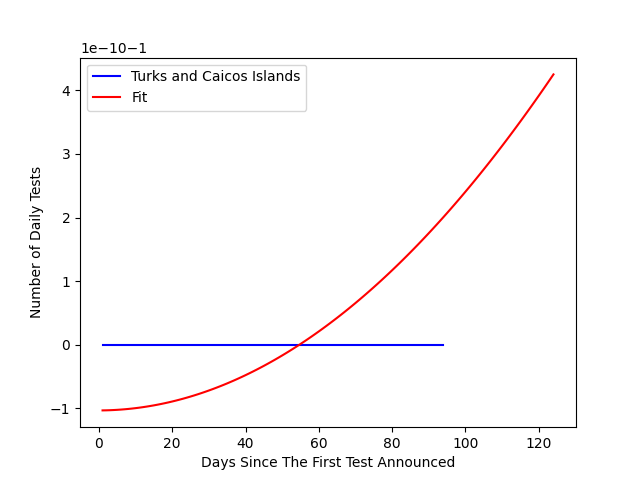 1e−10−1
Turks and Caicos Islands
Fit
4
3
2
1
0
−1
Number of Daily Tests
0 20 40 60 80 100 120
Days Since The First Test Announced